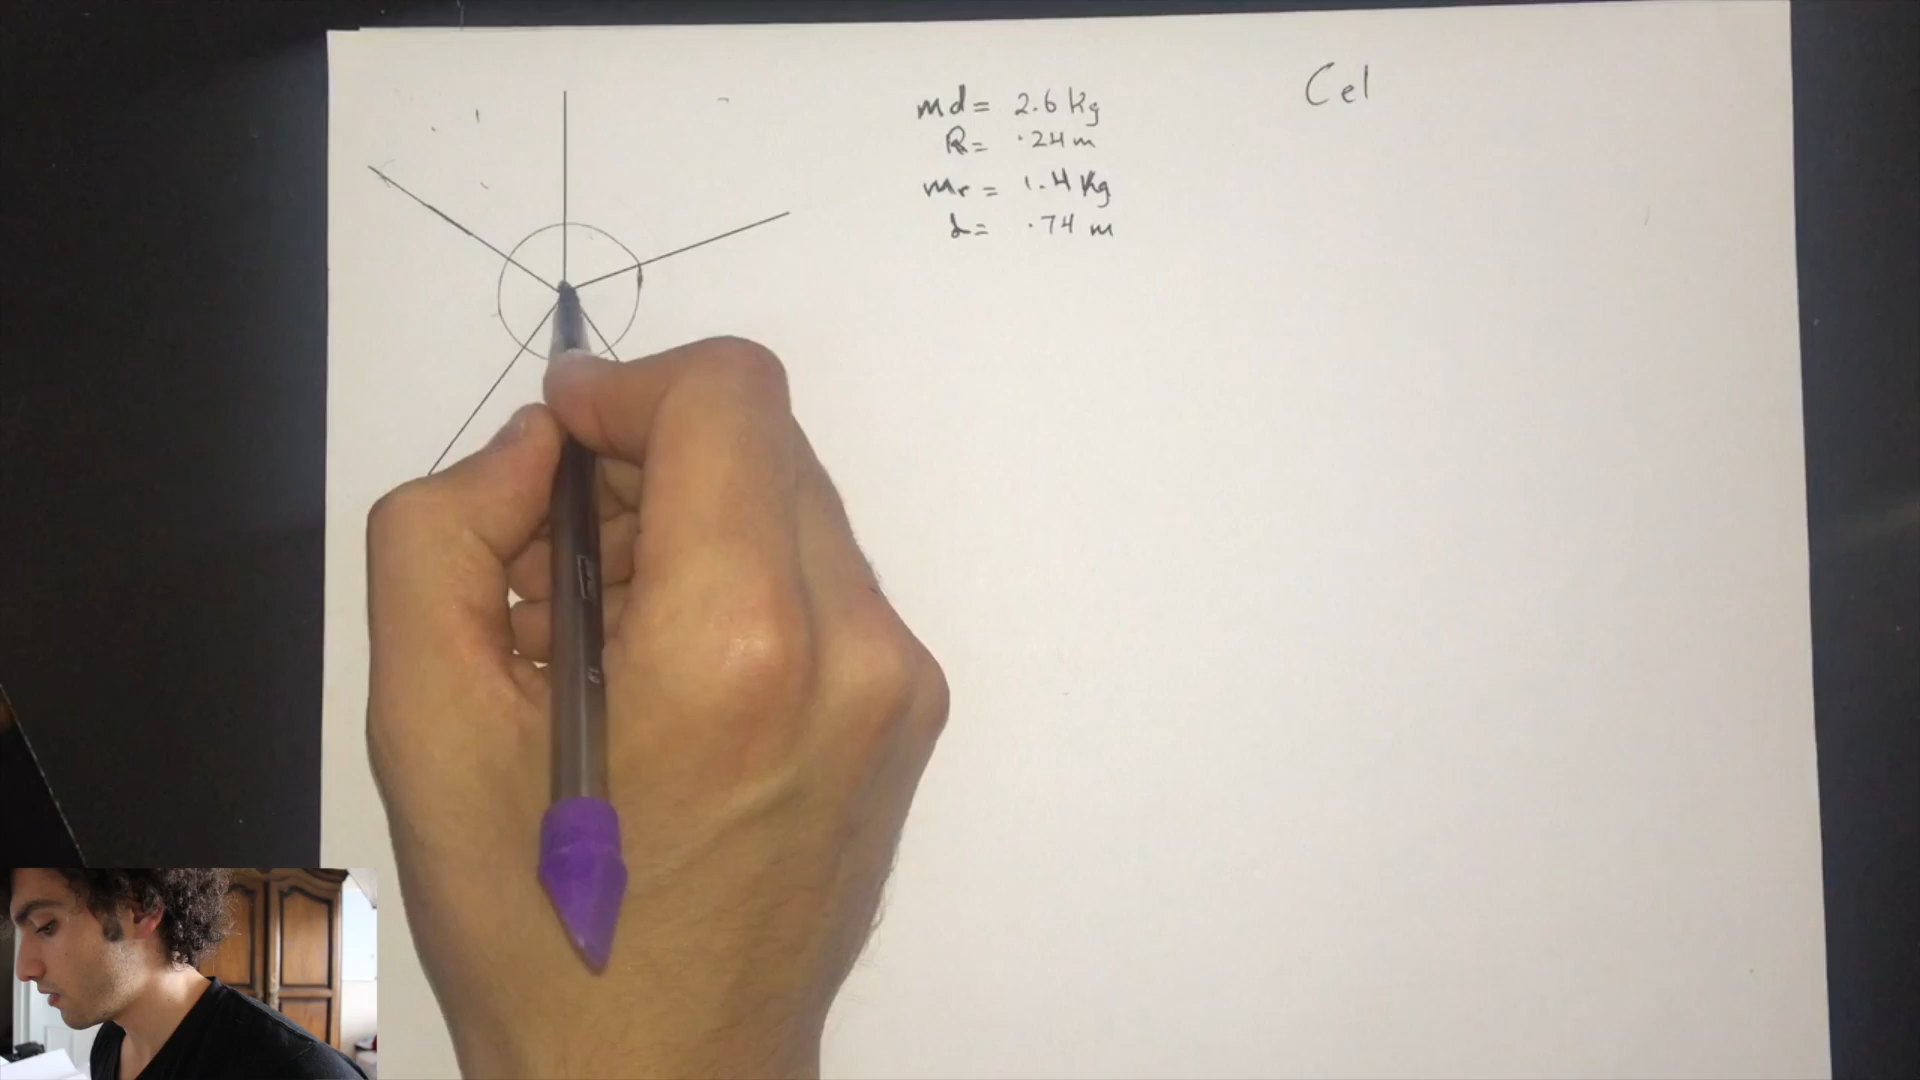 md = 2.6 kg
R = .24 m
mr = 1.4 kg
L = .74 m
Cel